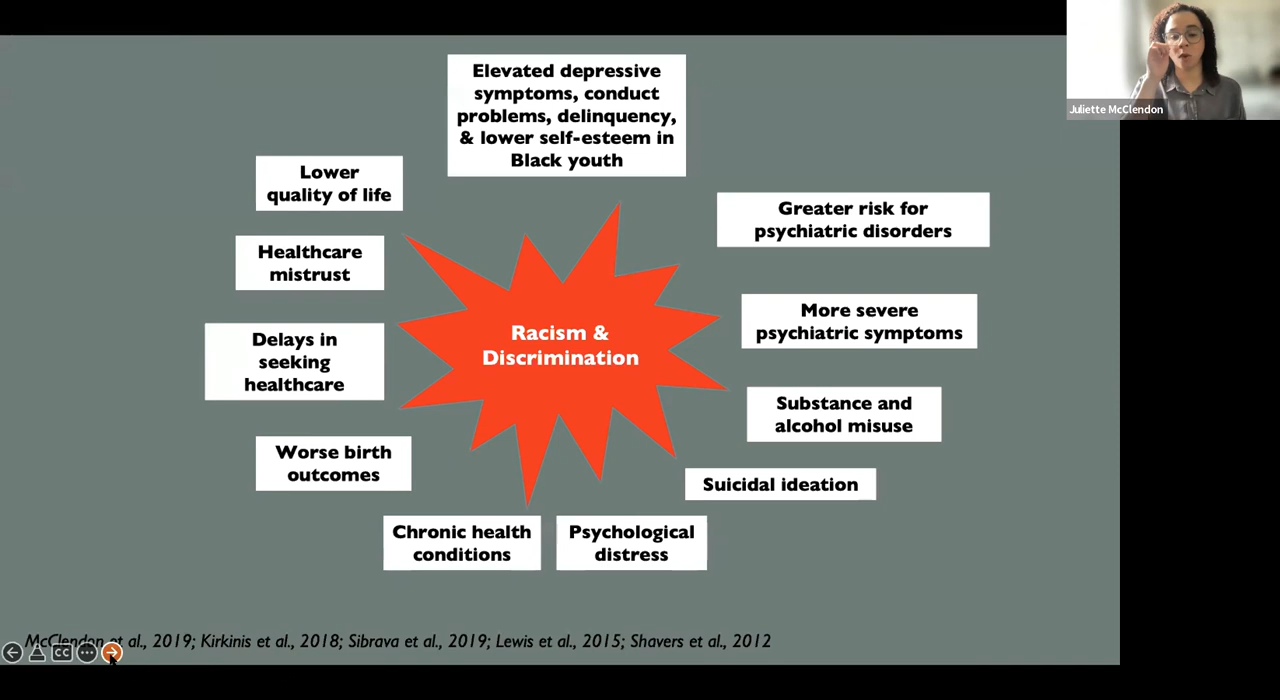 Juliette McClendon
Elevated depressive
symptoms, conduct
problems, delinquency,
& lower self-esteem in
Black youth
Lower
quality of life
Greater risk for
psychiatric disorders
Healthcare
mistrust
More severe
psychiatric symptoms
Racism &
Discrimination
Delays in
seeking
healthcare
Substance and
alcohol misuse
Worse birth
outcomes
Suicidal ideation
Chronic health
conditions
Psychological
distress
McClendon et al., 2019; Kirkinis et al., 2018; Sibrava et al., 2019; Lewis et al., 2015; Shavers et al., 2012
CC